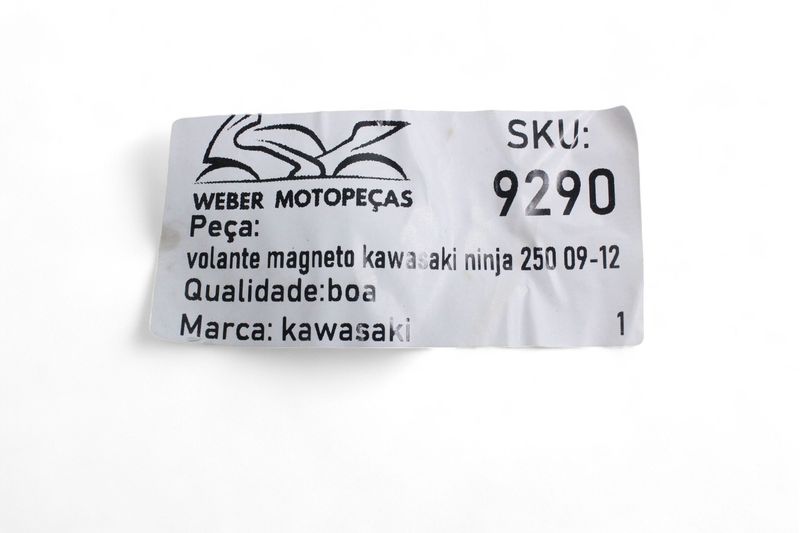 WEBER MOTOPEÇAS
SKU:
9290
Peça:
volante magneto kawasaki ninja 250 09-12
Qualidade:boa
Marca: kawasaki
1